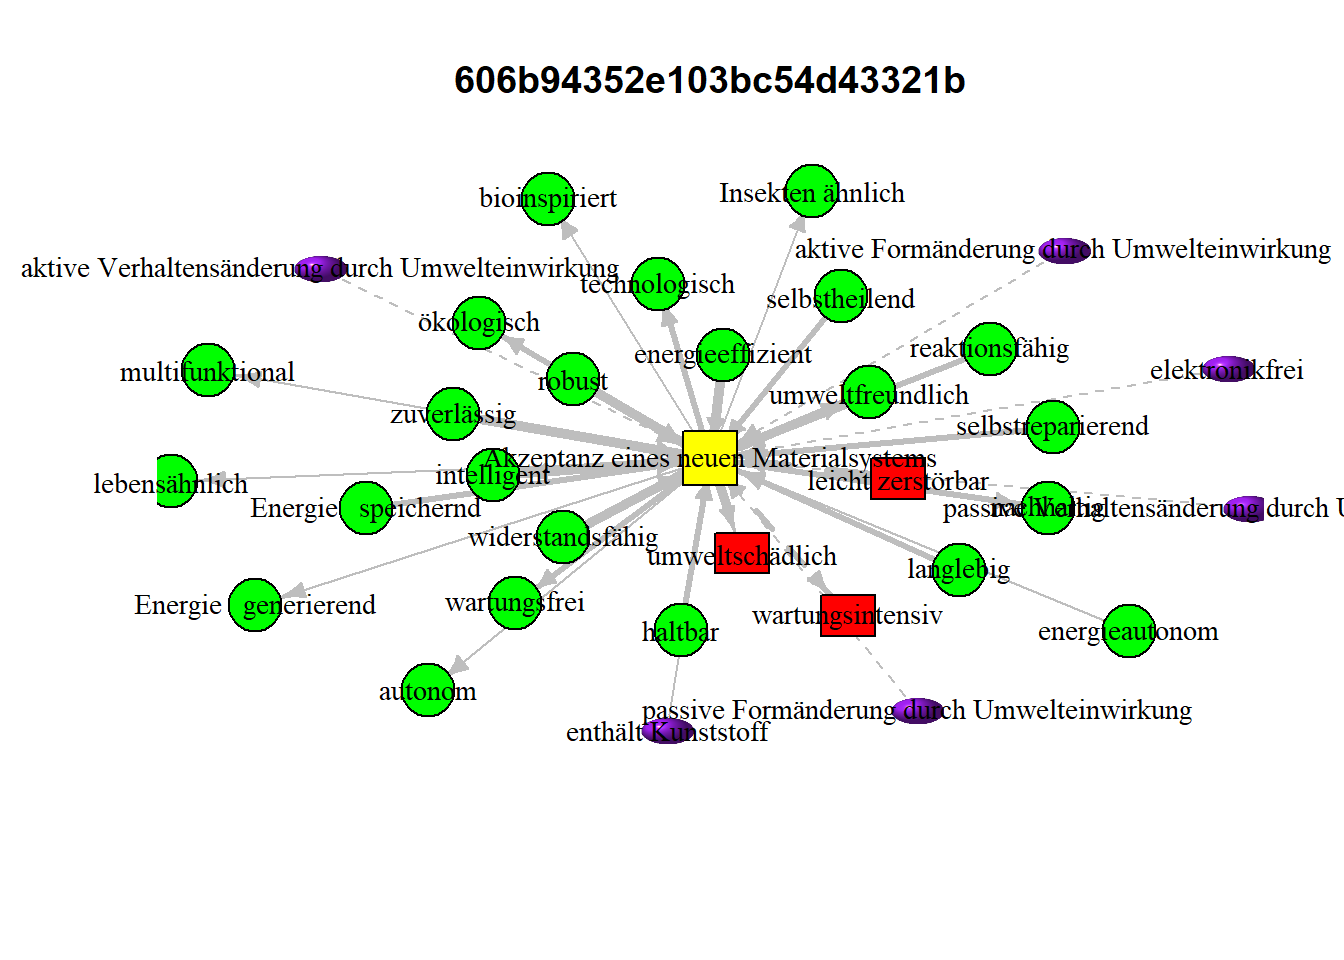 606b94352e103bc54d43321b
bioinspiriert
Insekten ähnlich
aktive Formänderung durch Umwelteinwirkung
aktive Verhaltensänderung durch Umwelteinwirkung
technologisch
selbstheilend
ökologisch
energieeffizient
reaktionsfähig
multifunktional
robust
elektronikfrei
umweltfreundlich
zuverlässig
selbstreparierend
Akzeptanz eines neuen Materialsystems
lebensähnlich
intelligent
leicht zerstörbar
Energie speichernd
nachhaltig
passive Verhaltensänderung durch U
widerstandsfähig
umweltschädlich
langlebig
Energie generierend
wartungsfrei
wartungsintensiv
haltbar
energieautonom
autonom
passive Formänderung durch Umwelteinwirkung
enthält Kunststoff